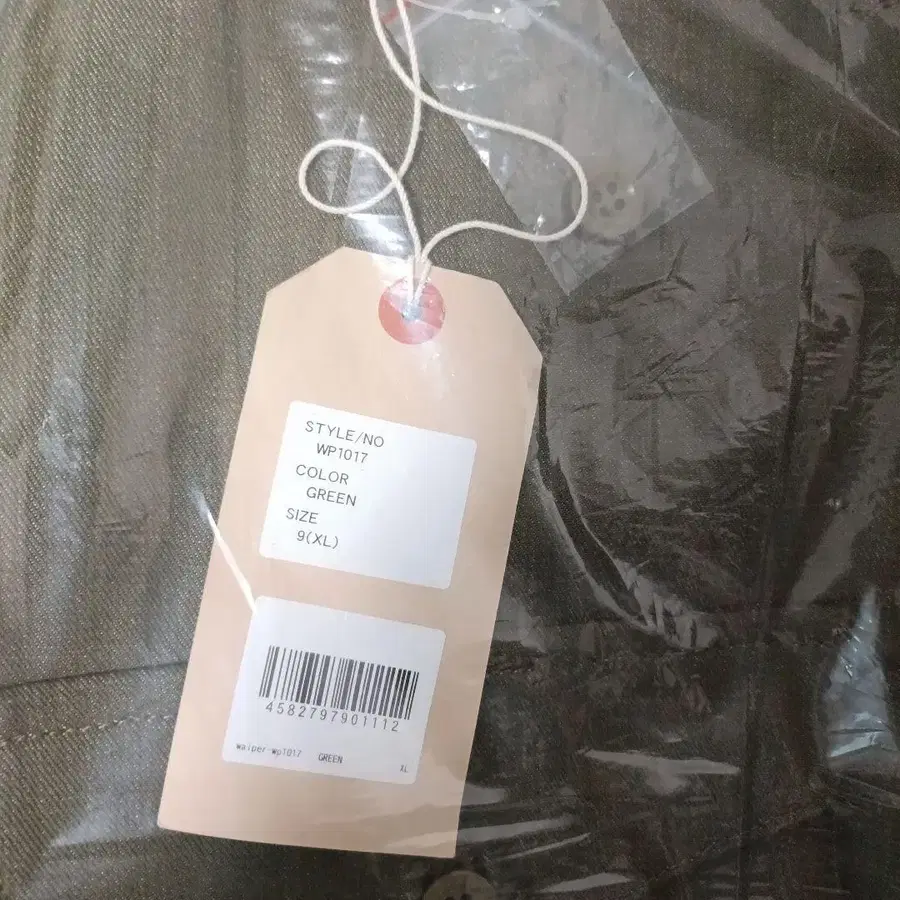 STYLE/NO
WP1017
COLOR
GREEN
SIZE
9(XL)
4582797901112
waiper-wp1017 GREEN XL